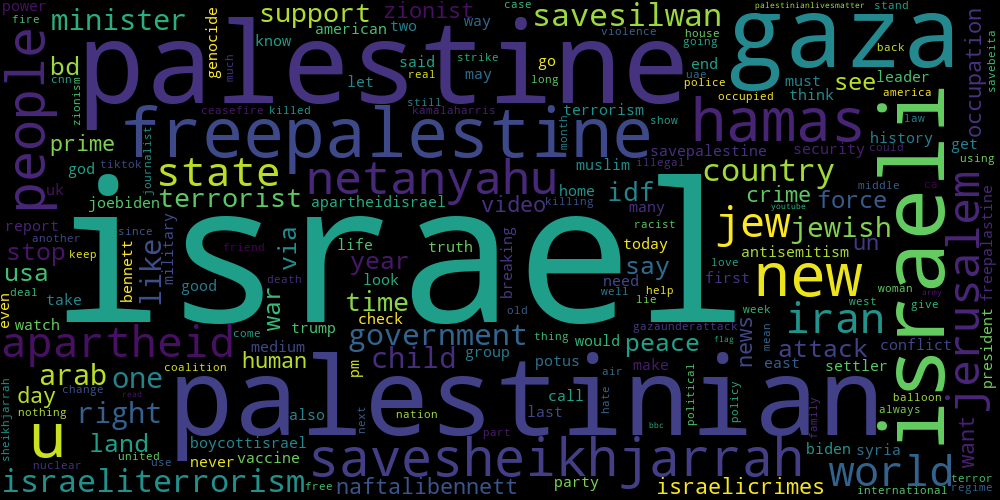 power
minister
zionist
support
savesilwan
case
palestinianlivesmatter
stand
fire
genocide
american
two
way
violence
house
gaza
back
savebeita
people
palestine
know
said
strike
go
going
end
see
leader
occupation
bd
cnn
zionism
much
let
real
may
long
uae
police
must
think
america
ceasefire
killed
still
kamalaharris
terrorism
show
occupied
prime
freepalestine
month
hamas
history
law
get
god
tiktok
journalist
state
netanyahu
muslim
savepalestine
illegal
security
could
using
country
israeli
uk
joebiden
terrorist
apartheidisrael
video
home
killing
idf
many
crime
force
middle
ca
report
another
since
military
like
via
israel
life
truth
breaking
racist
youtube
jew
jewish
un
freepalestine
president
jerusalem
stop
keep
bennett
friend
year
look
today
say
antisemitism
love
first
new
west
woman
army
usa
deal
good
death
need
well
help
lie
give
even
take
war
time
old
iran
watch
come
trump
check
thing
gazaunderattack
week
flag
apartheid
medium
government
would
peace
news
mean
attack
conflict
coalition
human
pm
child
group
potus
make
east
settler
arab
one
palestinian
air
political
policy
balloon
day
change
nothing
read
also
next
nation
call
hate
last
family
always
want
sheikhjarrah
u
right
boycottisrael
part
bbc
land
united
never
vaccine
savesheikhjarrah
biden
syria
nuclear
use
world
terror
israeliterrorism
free
naftalibennett
party
israelicrimes
international
regime